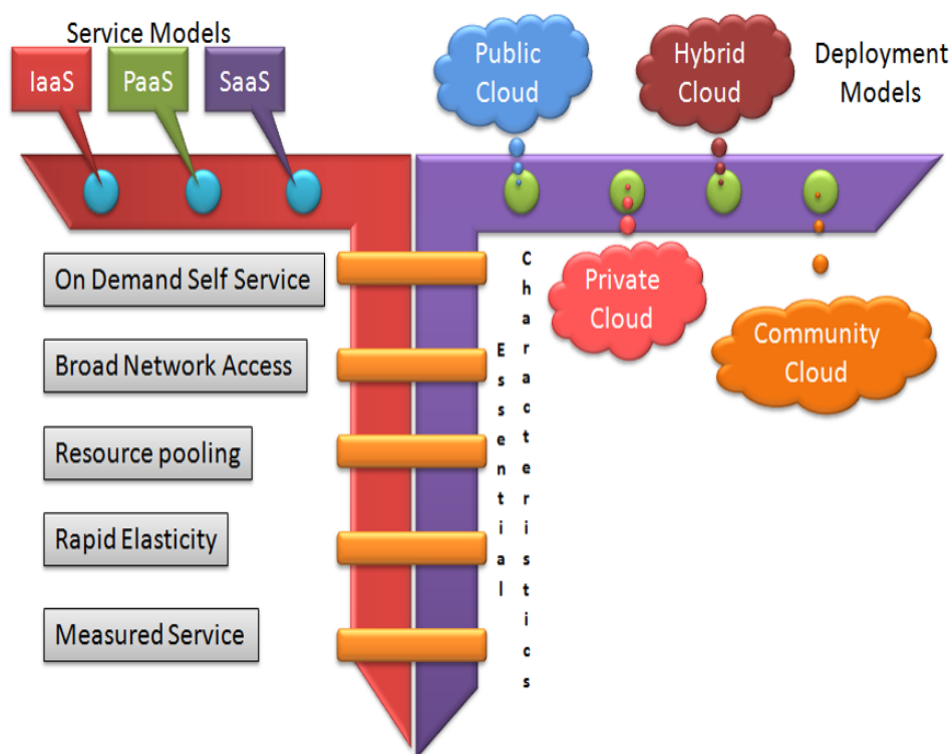 Service Models
IaaS
PaaS
SaaS
Public
Cloud
Hybrid
Cloud
Deployment
Models
Private
Cloud
Community
Cloud
On Demand Self Service
Broad Network Access
Resource pooling
Rapid Elasticity
Measured Service
Essential
Characteristics